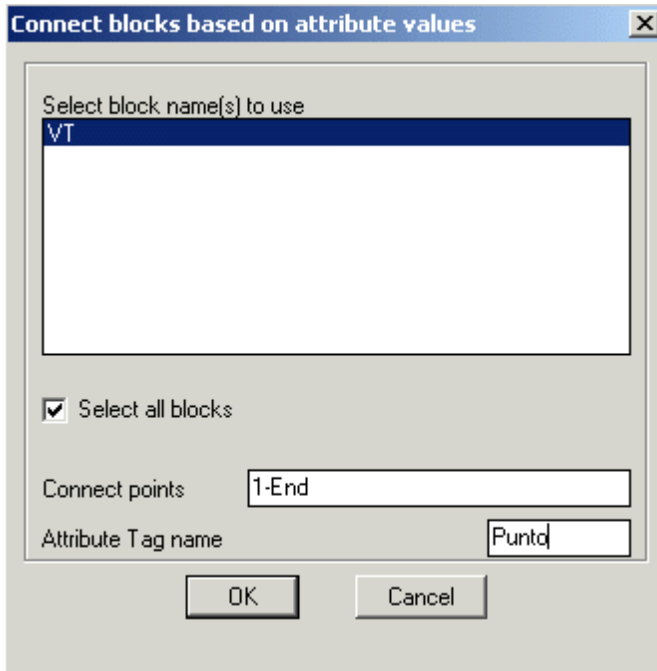 Connect blocks based on attribute values
Select block name(s) to use
VT
Select all blocks
Connect points 1-End
Attribute Tag name Punto
OK Cancel